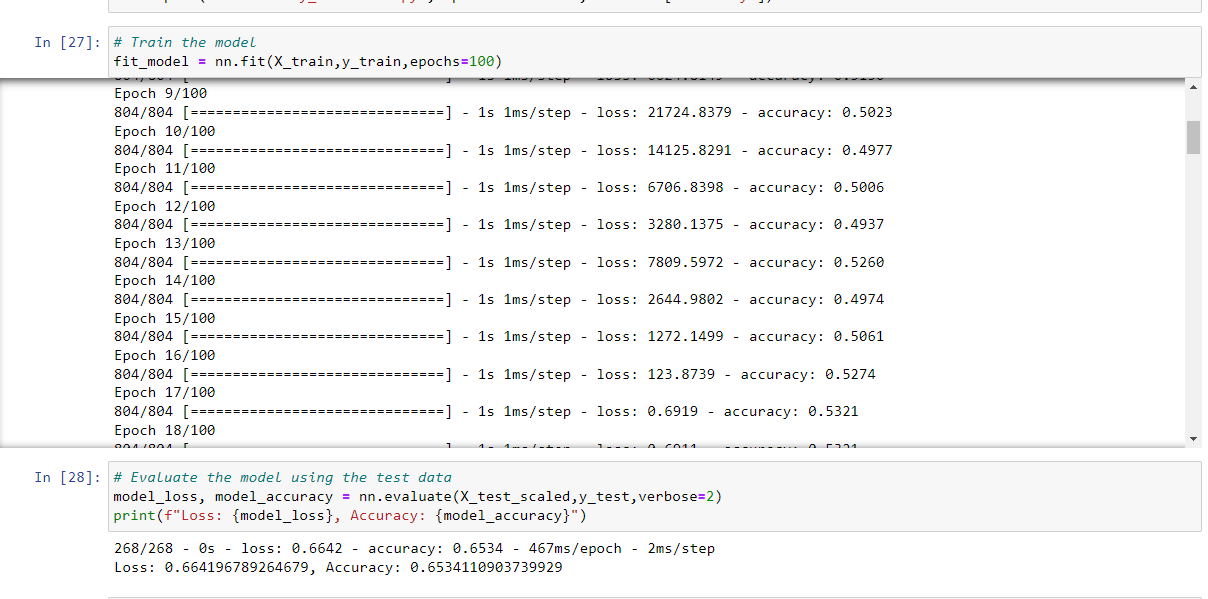 In [27]:
# Train the model
fit_model = nn.fit(X_train,y_train,epochs=100)
Epoch 9/100
804/804 [==============================] - 1s 1ms/step - loss: 21724.8379 - accuracy: 0.5023
Epoch 10/100
804/804 [==============================] - 1s 1ms/step - loss: 14125.8291 - accuracy: 0.4977
Epoch 11/100
804/804 [==============================] - 1s 1ms/step - loss: 6706.8398 - accuracy: 0.5006
Epoch 12/100
804/804 [==============================] - 1s 1ms/step - loss: 3280.1375 - accuracy: 0.4937
Epoch 13/100
804/804 [==============================] - 1s 1ms/step - loss: 7809.5972 - accuracy: 0.5260
Epoch 14/100
804/804 [==============================] - 1s 1ms/step - loss: 2644.9802 - accuracy: 0.4974
Epoch 15/100
804/804 [==============================] - 1s 1ms/step - loss: 1272.1499 - accuracy: 0.5061
Epoch 16/100
804/804 [==============================] - 1s 1ms/step - loss: 123.8739 - accuracy: 0.5274
Epoch 17/100
804/804 [==============================] - 1s 1ms/step - loss: 0.6919 - accuracy: 0.5321
Epoch 18/100
In [28]:
# Evaluate the model using the test data
model_loss, model_accuracy = nn.evaluate(X_test_scaled,y_test,verbose=2)
print(f"Loss: {model_loss}, Accuracy: {model_accuracy}")
268/268 - 0s - loss: 0.6642 - accuracy: 0.6534 - 467ms/epoch - 2ms/step
Loss: 0.664196789264679, Accuracy: 0.6534110903739929